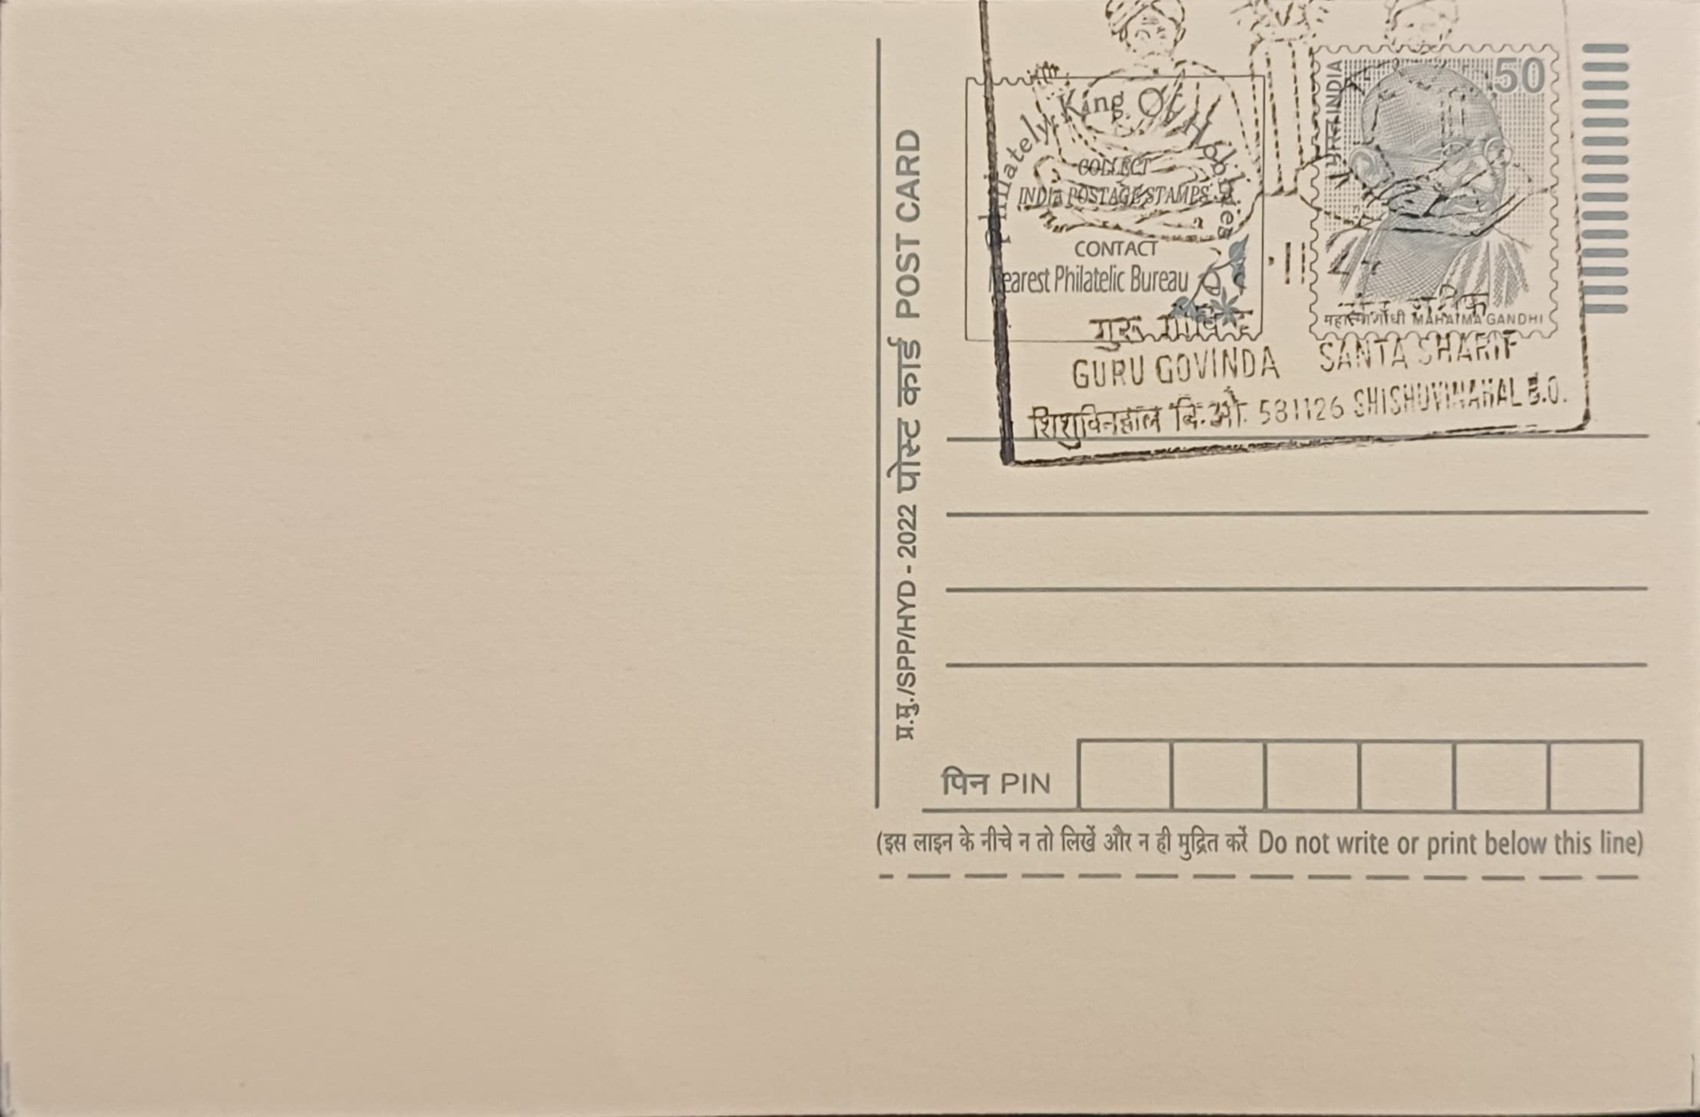 प्र.मु./SPP/HYD - 2022 पोस्ट कार्ड POST CARD
Philately King Of Hobbies
COLLECT
INDIA POSTAGE STAMPS
CONTACT
Nearest Philatelic Bureau
भारत INDIA
50
महात्मा गाँधी MAHATMA GANDHI
गुरु गोविन्द
संत शरीफ
GURU GOVINDA SANTA SHARIF
शिशुविनहाल बि.ओ. 581126 SHISHUVINAHAL B.O.
पिन PIN
(इस लाइन के नीचे न तो लिखें और न ही मुद्रित करें Do not write or print below this line)